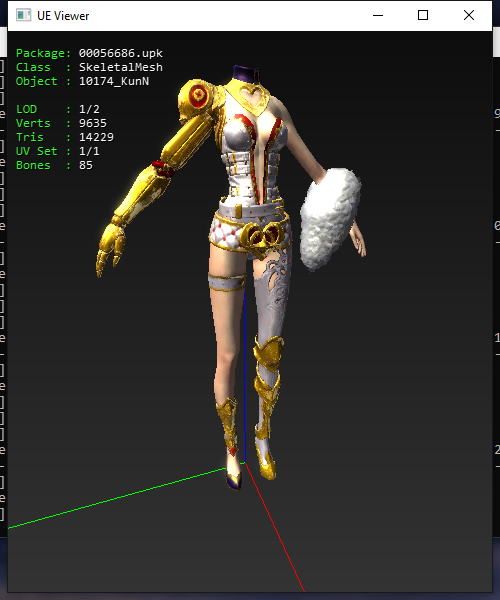 UE Viewer
Package: 00056686.upk
Class : SkeletalMesh
Object : 10174_KunN
LOD : 1/2
Verts : 9635
Tris : 14229
UV Set : 1/1
Bones : 85